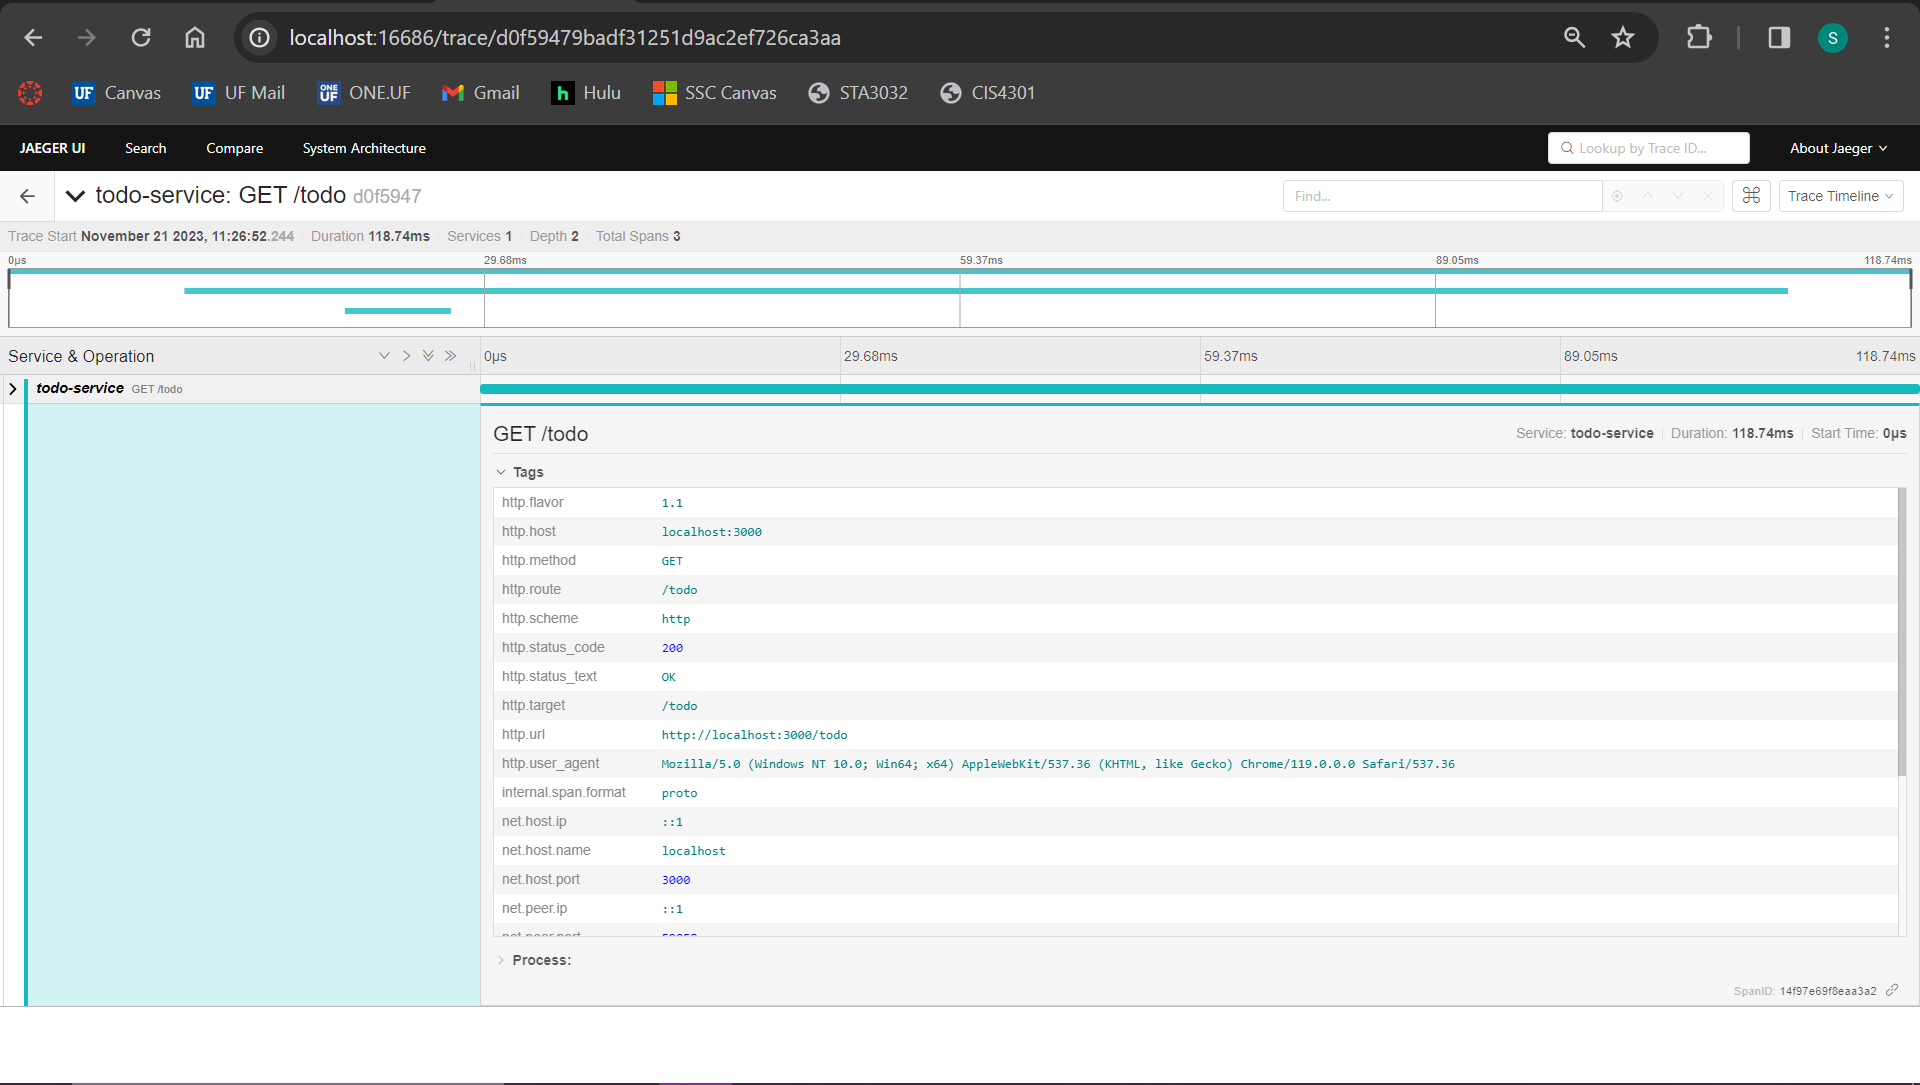 localhost:16686/trace/d0f59479badf31251d9ac2ef726ca3aa
S
UF Canvas UF UF Mail ONE UF ONE.UF Gmail h Hulu SSC Canvas STA3032 CIS4301
JAEGER UI Search Compare System Architecture Lookup by Trace ID... About Jaeger
todo-service: GET /todo d0f5947 Find... Trace Timeline
Trace Start November 21 2023, 11:26:52.244 Duration 118.74ms Services 1 Depth 2 Total Spans 3
0μs 29.68ms 59.37ms 89.05ms 118.74ms
Service & Operation 0μs 29.68ms 59.37ms 89.05ms 118.74ms
todo-service GET /todo
GET /todo Service: todo-service Duration: 118.74ms Start Time: 0μs
Tags
http.flavor 1.1
http.host localhost:3000
http.method GET
http.route /todo
http.scheme http
http.status_code 200
http.status_text OK
http.target /todo
http.url http://localhost:3000/todo
http.user_agent Mozilla/5.0 (Windows NT 10.0; Win64; x64) AppleWebKit/537.36 (KHTML, like Gecko) Chrome/119.0.0.0 Safari/537.36
internal.span.format proto
net.host.ip ::1
net.host.name localhost
net.host.port 3000
net.peer.ip ::1
net.peer.port
Process:
SpanID: 14f97e69f8eaa3a2